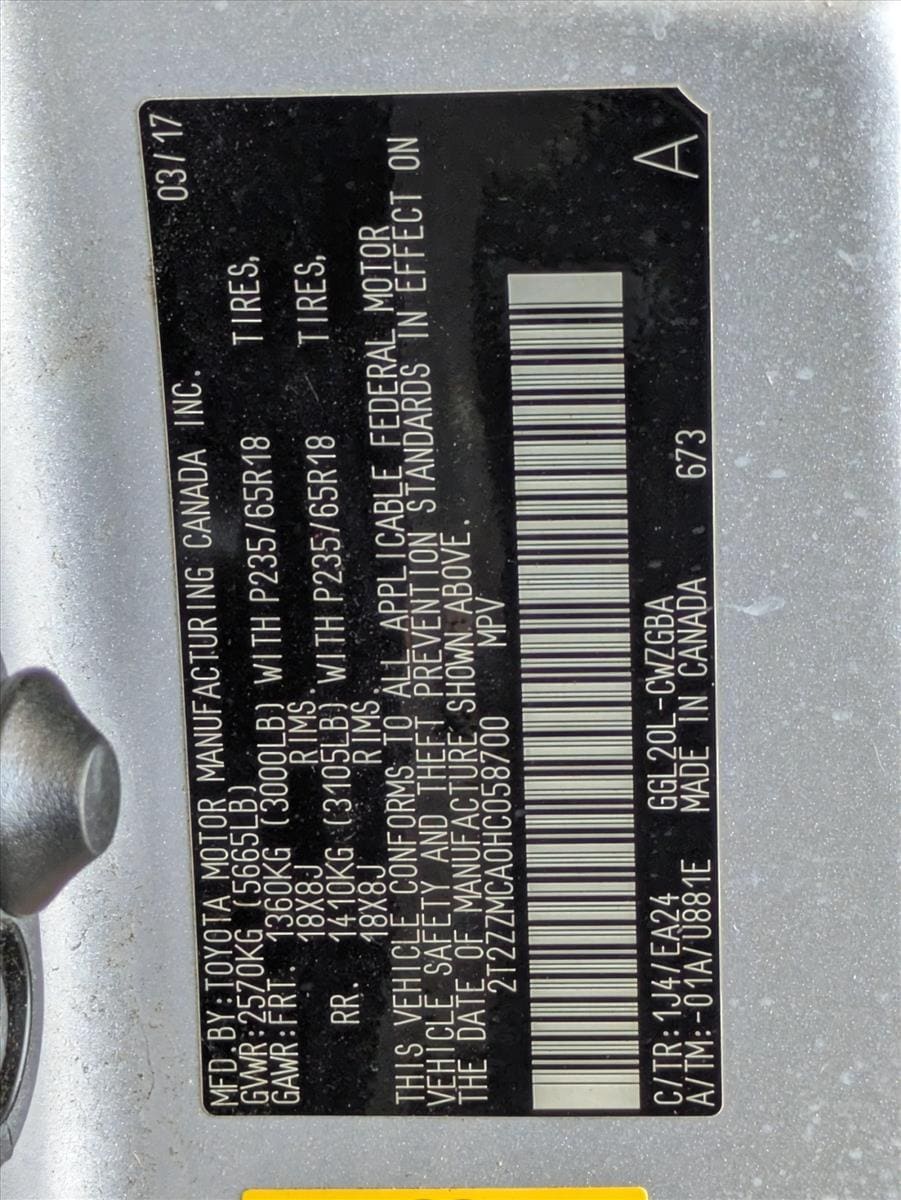 MFD.BY:TOYOTA MOTOR MANUFACTURING CANADA INC. 03/17
GVWR:2570KG(5665LB)
GAWR:FRT. 1360KG (3000LB) WITH P235/65R18 TIRES,
18X8J RIMS.
RR. 1410KG (3105LB) WITH P235/65R18 TIRES,
18X8J RIMS.
THIS VEHICLE CONFORMS TO ALL APPLICABLE FEDERAL MOTOR
VEHICLE SAFETY AND THEFT PREVENTION STANDARDS IN EFFECT ON
THE DATE OF MANUFACTURE SHOWN ABOVE.
2T2ZZMCA0HC058700 MPV
C/TR:1J4/EA24 GGL20L-CWZGBA
A/TM:-01A/U881E MADE IN CANADA 673
A